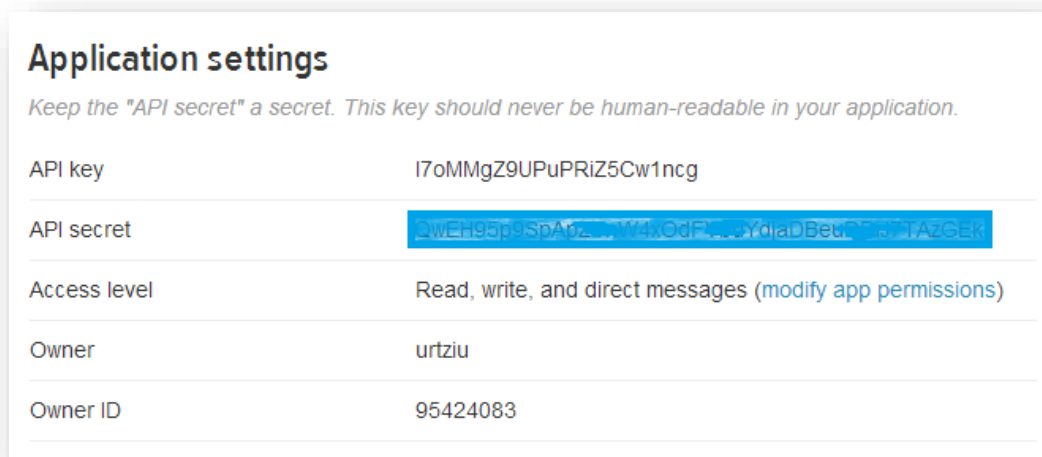 Application settings
Keep the "API secret" a secret. This key should never be human-readable in your application.
API key l7oMMgZ9UPuPRiZ5Cw1ncg
API secret
Access level Read, write, and direct messages (modify app permissions)
Owner urtziu
Owner ID 95424083